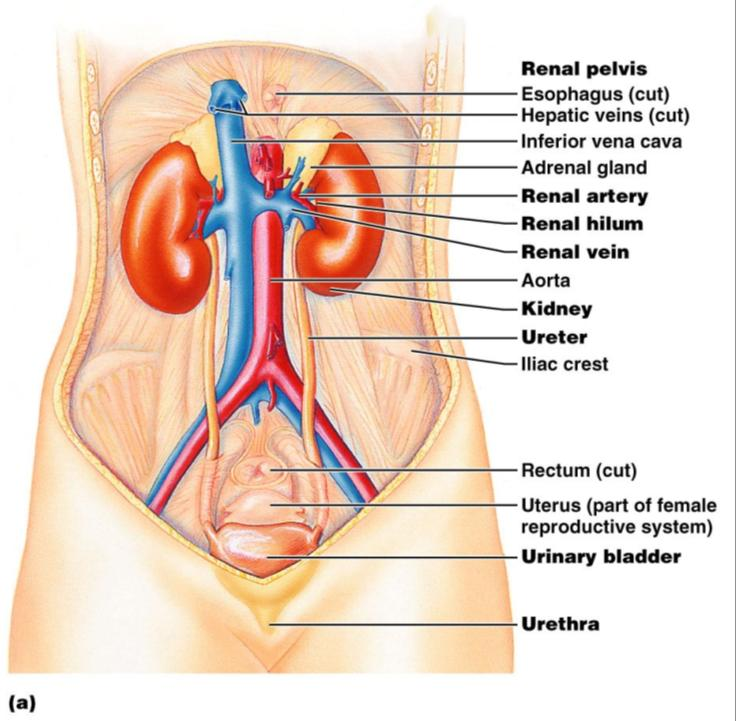 Renal pelvis
Esophagus (cut)
Hepatic veins (cut)
Inferior vena cava
Adrenal gland
Renal artery
Renal hilum
Renal vein
Aorta
Kidney
Ureter
Iliac crest
Rectum (cut)
Uterus (part of female
reproductive system)
Urinary bladder
Urethra
(a)